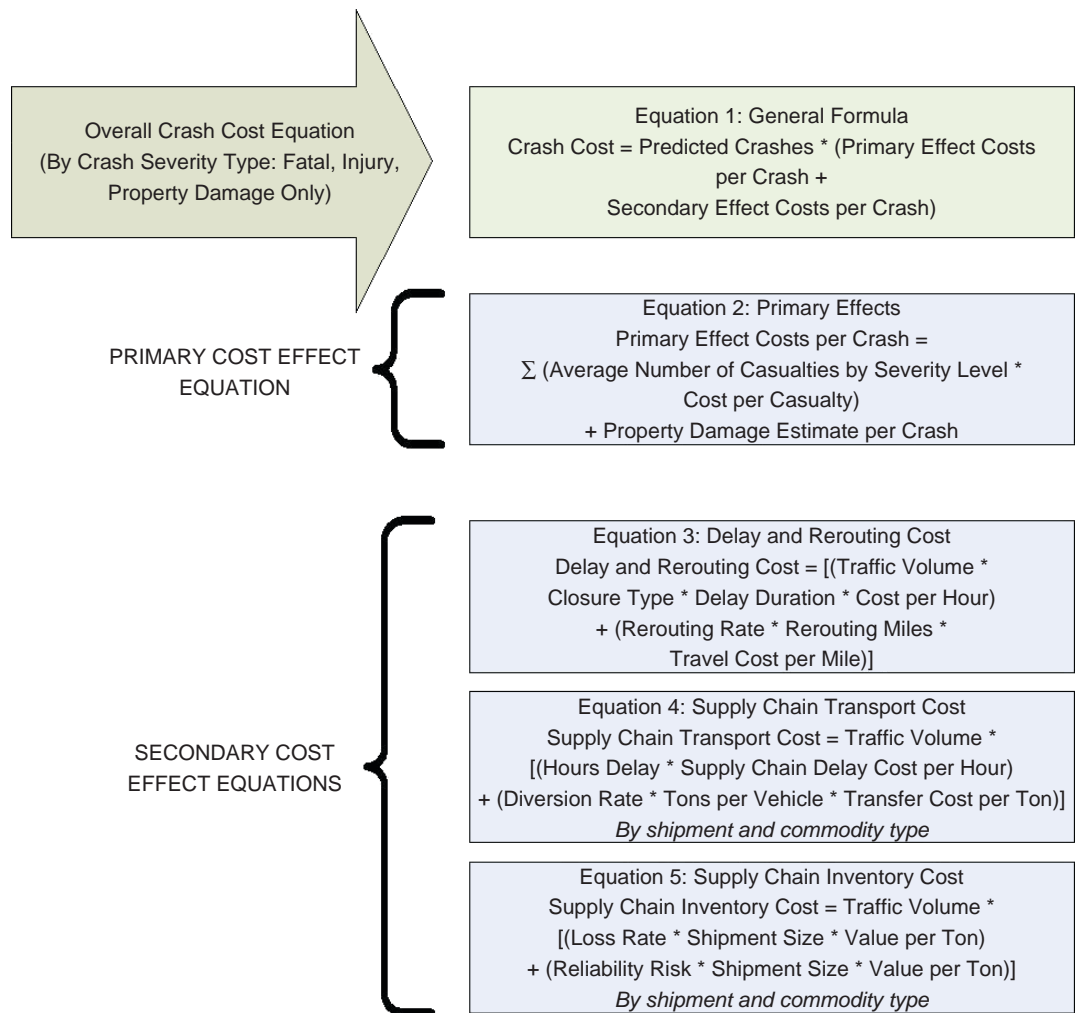 Overall Crash Cost Equation
(By Crash Severity Type: Fatal, Injury,
Property Damage Only)
Equation 1: General Formula
Crash Cost = Predicted Crashes * (Primary Effect Costs
per Crash +
Secondary Effect Costs per Crash)
PRIMARY COST EFFECT
EQUATION
Equation 2: Primary Effects
Primary Effect Costs per Crash =
Σ (Average Number of Casualties by Severity Level *
Cost per Casualty)
+ Property Damage Estimate per Crash
SECONDARY COST
EFFECT EQUATIONS
Equation 3: Delay and Rerouting Cost
Delay and Rerouting Cost = [(Traffic Volume *
Closure Type * Delay Duration * Cost per Hour)
+ (Rerouting Rate * Rerouting Miles *
Travel Cost per Mile)]
Equation 4: Supply Chain Transport Cost
Supply Chain Transport Cost = Traffic Volume *
[(Hours Delay * Supply Chain Delay Cost per Hour)
+ (Diversion Rate * Tons per Vehicle * Transfer Cost per Ton)]
By shipment and commodity type
Equation 5: Supply Chain Inventory Cost
Supply Chain Inventory Cost = Traffic Volume *
[(Loss Rate * Shipment Size * Value per Ton)
+ (Reliability Risk * Shipment Size * Value per Ton)]
By shipment and commodity type